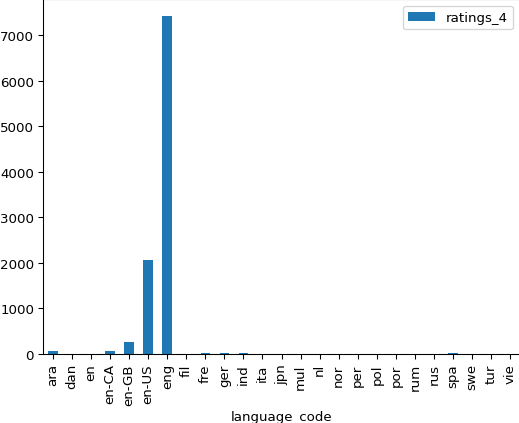 ratings_4
7000
6000
5000
4000
3000
2000
1000
0
ara
dan
en
en-CA
en-GB
en-US
eng
fil
fre
ger
ind
ita
jpn
mul
nl
nor
per
pol
por
rum
rus
spa
swe
tur
vie
language_code